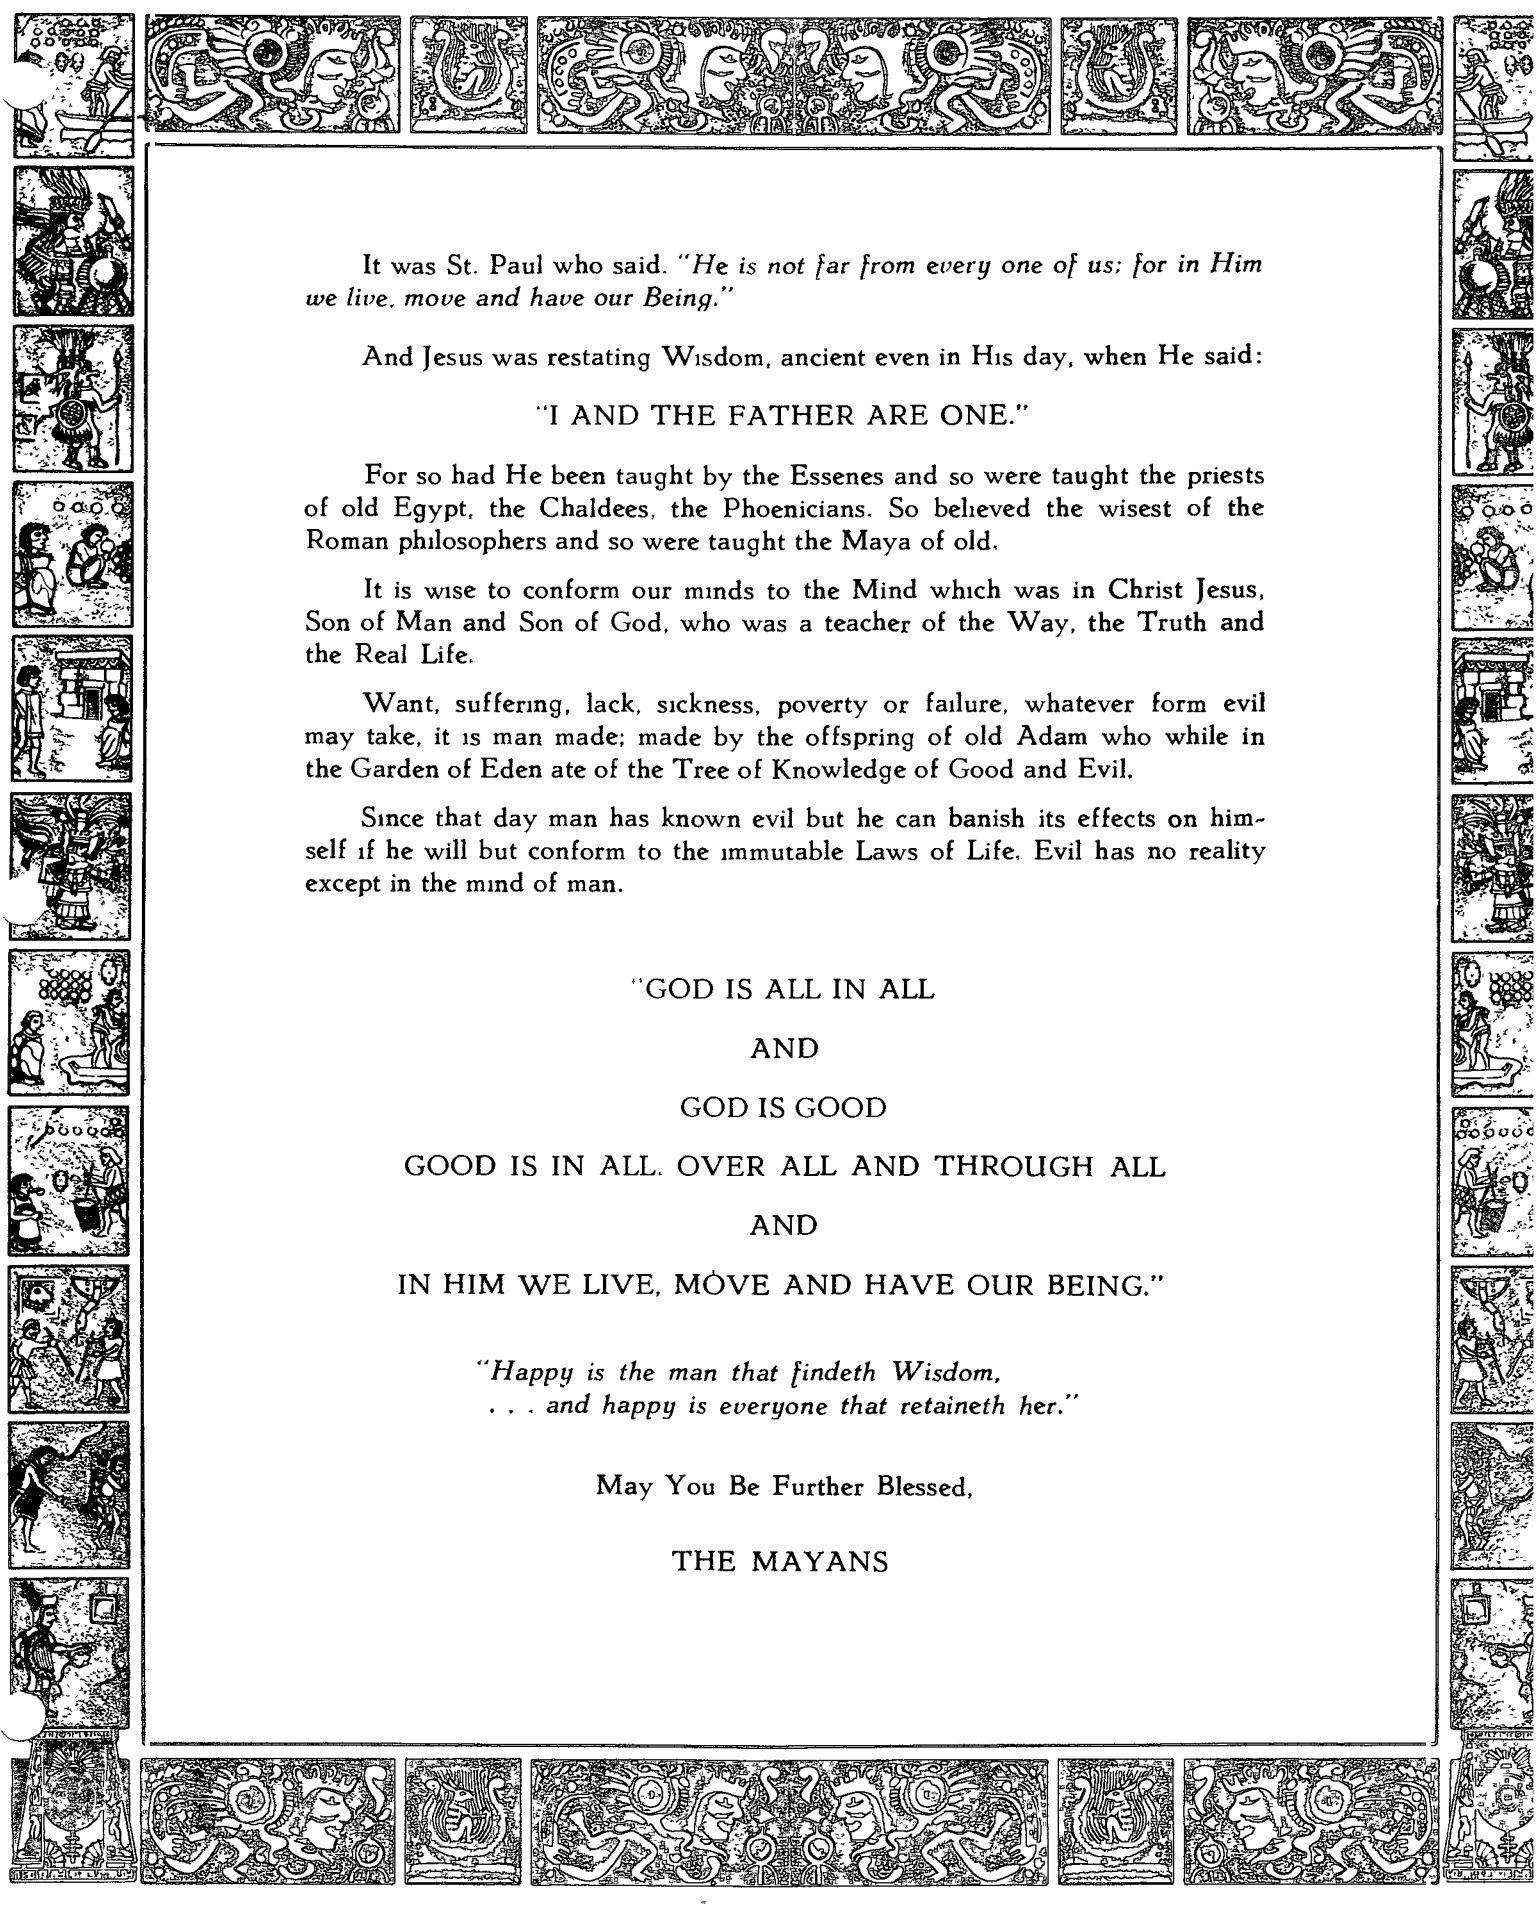 It was St. Paul who said. "He is not far from every one of us; for in Him
we live, move and have our Being."
And Jesus was restating Wisdom, ancient even in His day, when He said:
"I AND THE FATHER ARE ONE."
For so had He been taught by the Essenes and so were taught the priests
of old Egypt, the Chaldees, the Phoenicians. So believed the wisest of the
Roman philosophers and so were taught the Maya of old.
It is wise to conform our minds to the Mind which was in Christ Jesus,
Son of Man and Son of God, who was a teacher of the Way, the Truth and
the Real Life.
Want, suffering, lack, sickness, poverty or failure, whatever form evil
may take, it is man made; made by the offspring of old Adam who while in
the Garden of Eden ate of the Tree of Knowledge of Good and Evil.
Since that day man has known evil but he can banish its effects on him-
self if he will but conform to the immutable Laws of Life. Evil has no reality
except in the mind of man.
"GOD IS ALL IN ALL
AND
GOD IS GOOD
GOOD IS IN ALL. OVER ALL AND THROUGH ALL
AND
IN HIM WE LIVE, MOVE AND HAVE OUR BEING."
"Happy is the man that findeth Wisdom,
. . . and happy is everyone that retaineth her."
May You Be Further Blessed,
THE MAYANS